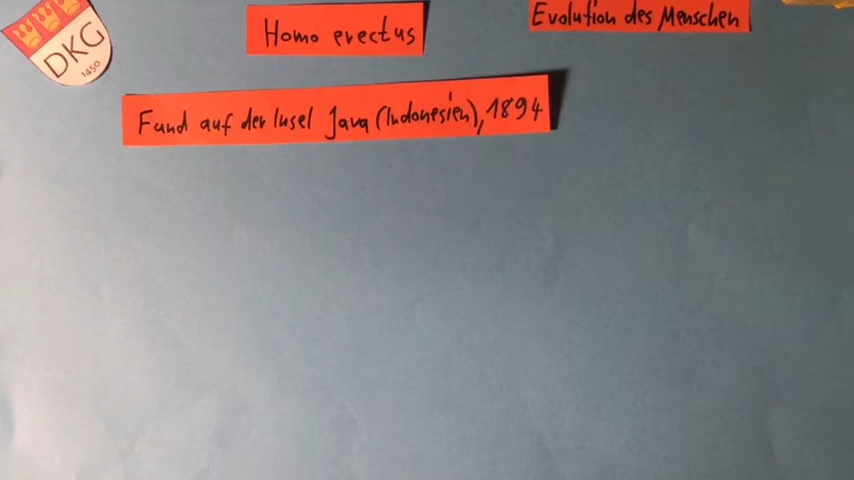 DKG
1450
Homo erectus
Evolution des Menschen
Fund auf der Insel Java (Indonesien), 1894